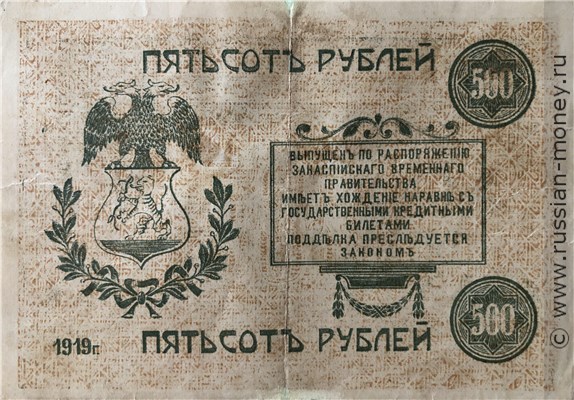 ПЯТЬСОТЪ РУБЛЕЙ
500
ВЫПУЩЕНЪ ПО РАСПОРЯЖЕНІЮ
ЗАКАСПІЙСКАГО ВРЕМЕННАГО
ПРАВИТЕЛЬСТВА
ИМѢЕТЪ ХОЖДЕНІЕ НАРАВНѢ СЪ
ГОСУДАРСТВЕННЫМИ КРЕДИТНЫМИ
БИЛЕТАМИ
ПОДДѢЛКА ПРЕСЛѢДУЕТСЯ
ЗАКОНОМЪ
1919г
ПЯТЬСОТЪ РУБЛЕЙ
500
© www.russian-money.ru